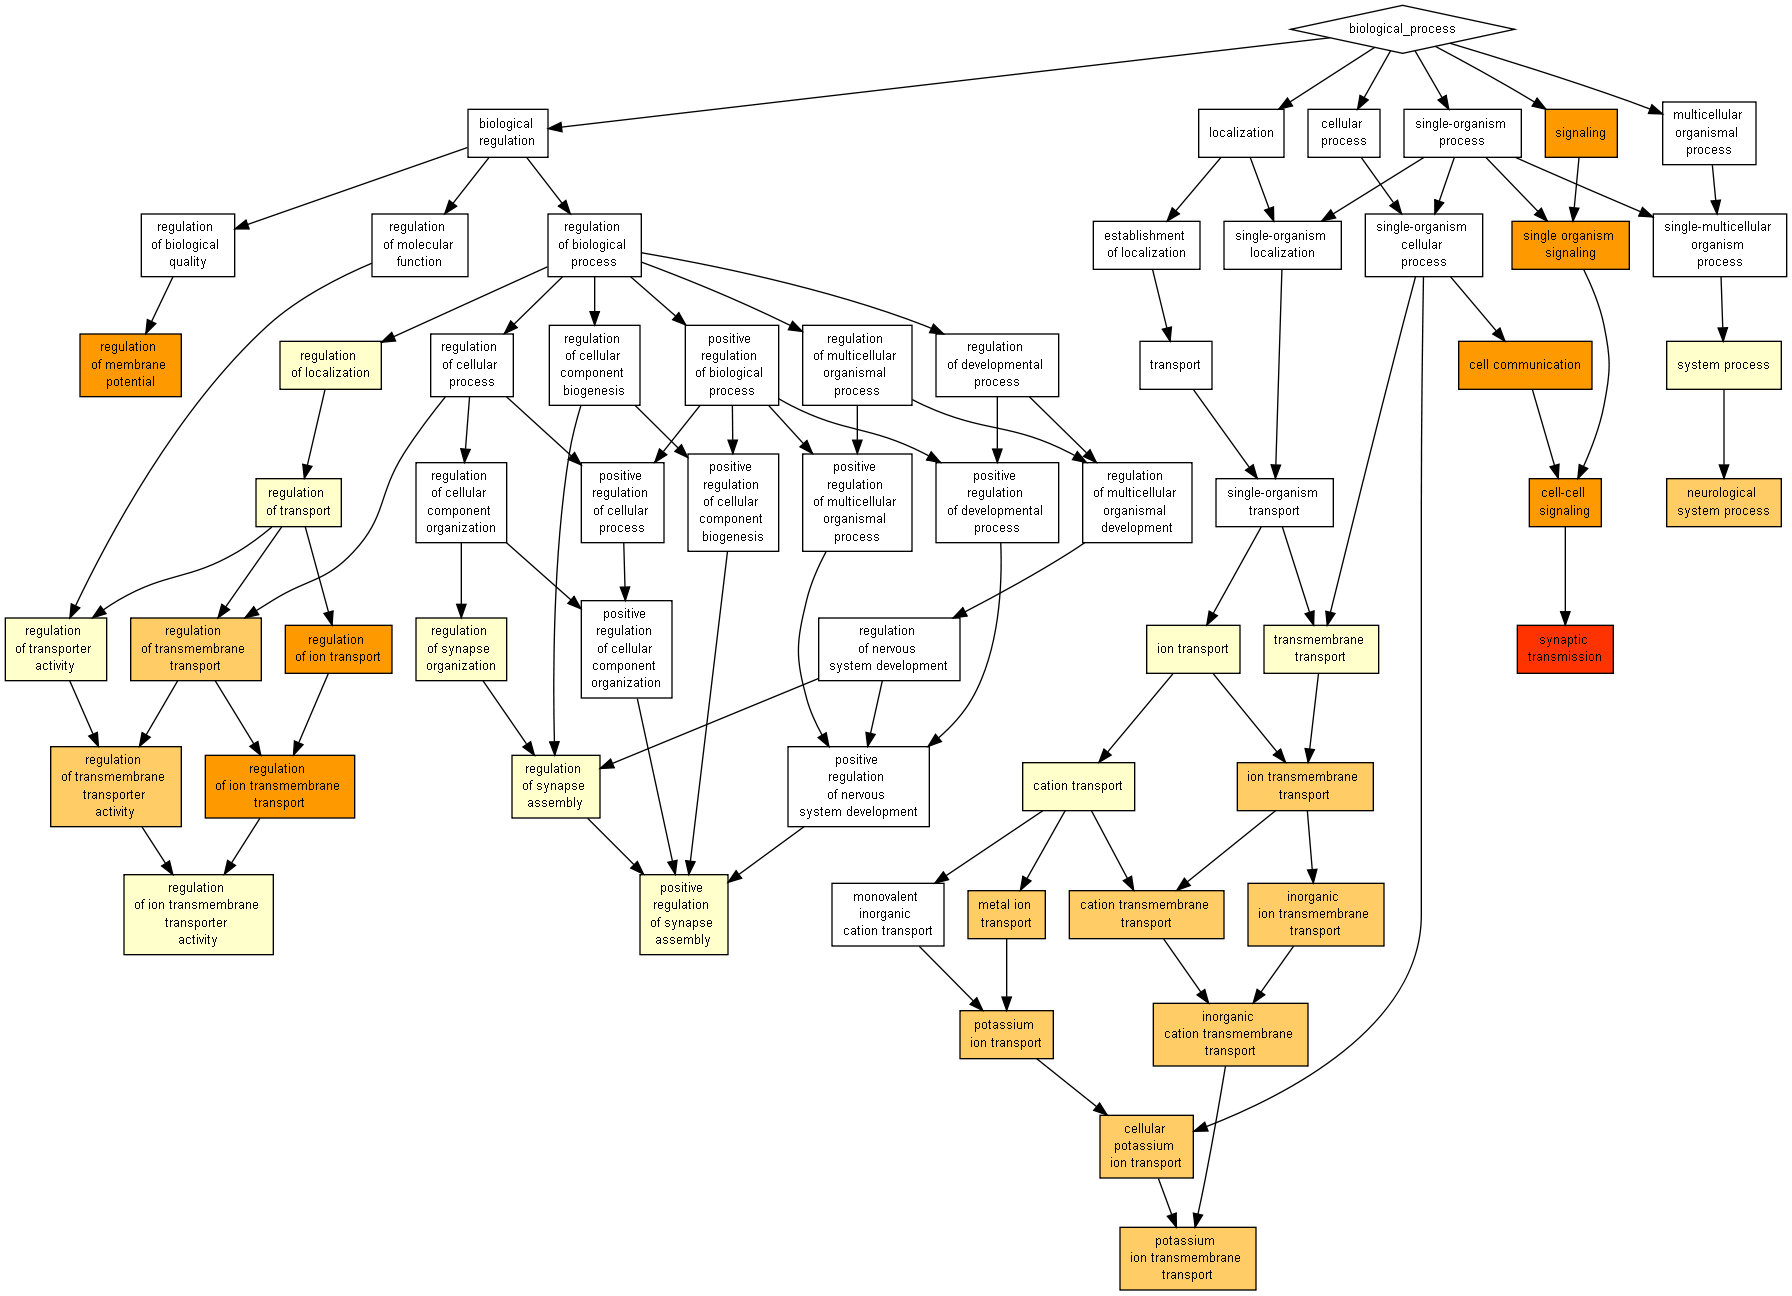 biological_process
biological
regulation
localization
cellular
process
single-organism
process
signaling
multicellular
organismal
process
regulation
of biological
quality
regulation
of molecular
function
regulation
of biological
process
establishment
of localization
single-organism
localization
single-organism
cellular
process
single organism
signaling
single-multicellular
organism
process
regulation
of membrane
potential
regulation
of localization
regulation
of cellular
process
regulation
of cellular
component
biogenesis
positive
regulation
of biological
process
regulation
of multicellular
organismal
process
regulation
of developmental
process
transport
cell communication
system process
regulation
of transport
regulation
of cellular
component
organization
positive
regulation
of cellular
process
positive
regulation
of cellular
component
biogenesis
positive
regulation
of multicellular
organismal
process
positive
regulation
of developmental
process
regulation
of multicellular
organismal
development
single-organism
transport
cell-cell
signaling
neurological
system process
regulation
of transporter
activity
regulation
of transmembrane
transport
regulation
of ion transport
regulation
of synapse
organization
positive
regulation
of cellular
component
organization
regulation
of nervous
system development
ion transport
transmembrane
transport
synaptic
transmission
regulation
of transmembrane
transporter
activity
regulation
of ion transmembrane
transport
regulation
of synapse
assembly
positive
regulation
of nervous
system development
cation transport
ion transmembrane
transport
regulation
of ion transmembrane
transporter
activity
positive
regulation
of synapse
assembly
monovalent
inorganic
cation transport
metal ion
transport
cation transmembrane
transport
inorganic
ion transmembrane
transport
potassium
ion transport
inorganic
cation transmembrane
transport
cellular
potassium
ion transport
potassium
ion transmembrane
transport